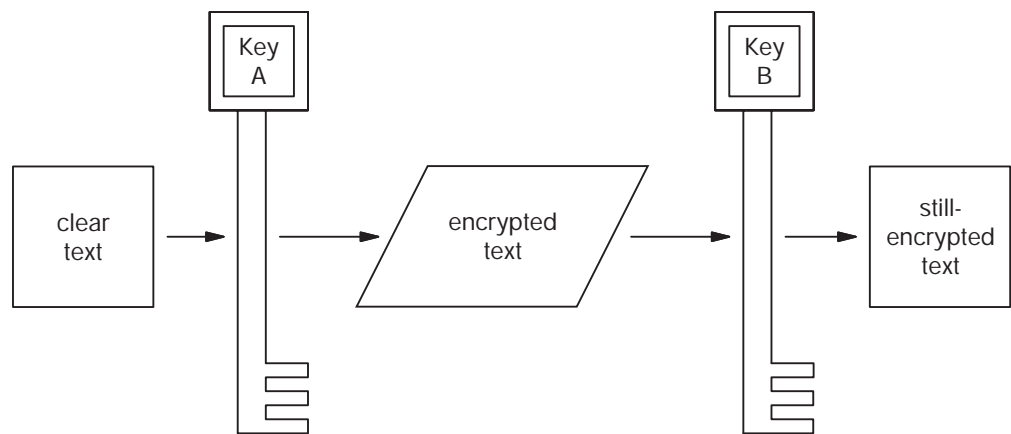 Key
A
Key
B
clear
text
encrypted
text
still-
encrypted
text